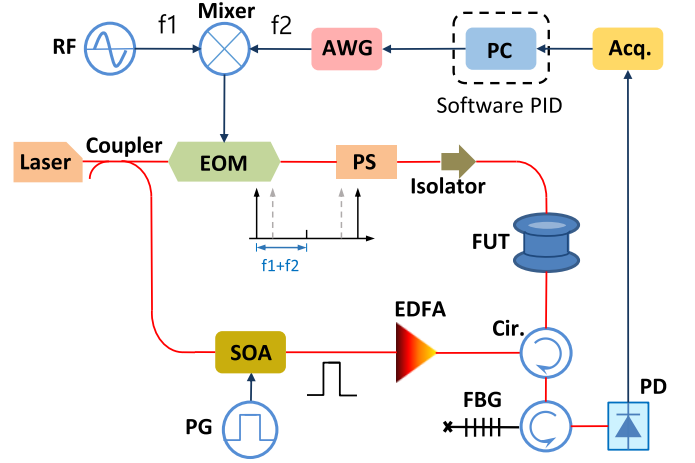 Mixer
RF
f1
f2
AWG
PC
Acq.
Software PID
Coupler
Laser
EOM
PS
Isolator
f1+f2
FUT
EDFA
Cir.
SOA
PG
FBG
PD